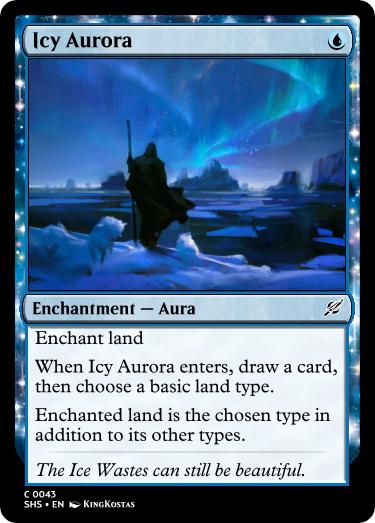 Icy Aurora
Enchantment — Aura
Enchant land
When Icy Aurora enters, draw a card,
then choose a basic land type.
Enchanted land is the chosen type in
addition to its other types.
The Ice Wastes can still be beautiful.
C 0043
SHS • EN KingKostas